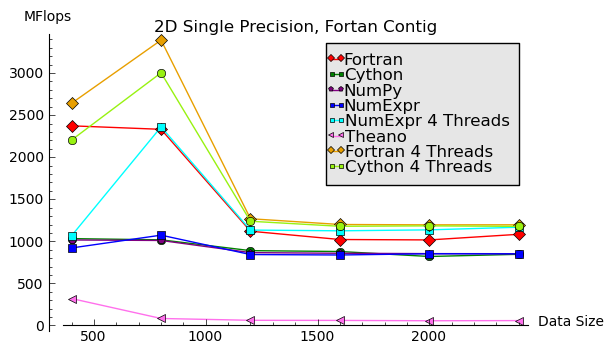 MFlops
2D Single Precision, Fortan Contig
3000
2500
2000
1500
1000
500
0
Fortran
Cython
NumPy
NumExpr
NumExpr 4 Threads
Theano
Fortran 4 Threads
Cython 4 Threads
500
1000
1500
2000
Data Size